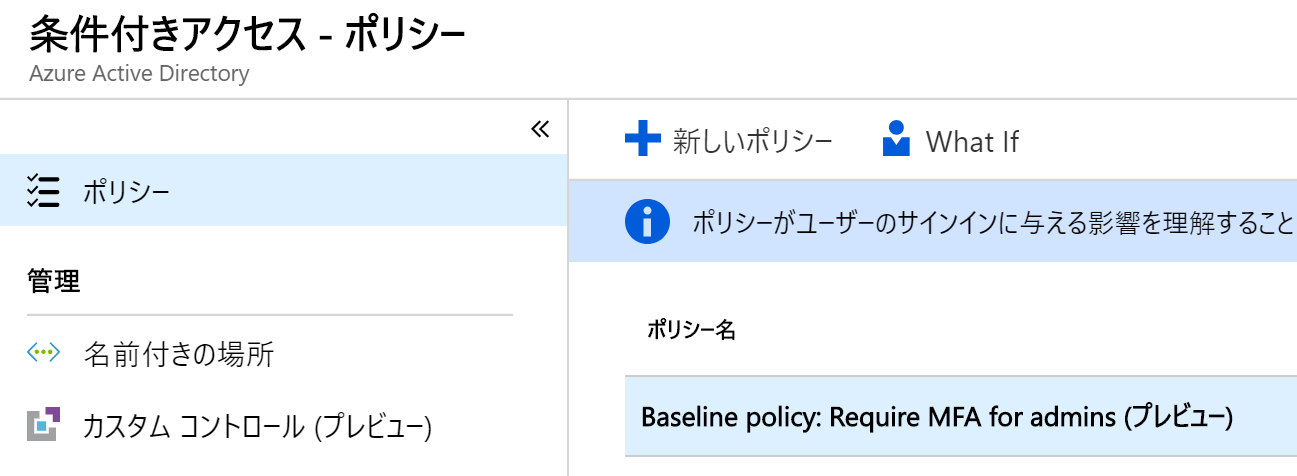 条件付きアクセス - ポリシー
Azure Active Directory
ポリシー
管理
名前付きの場所
カスタム コントロール (プレビュー)
新しいポリシー
What If
ポリシーがユーザーのサインインに与える影響を理解すること
ポリシー名
Baseline policy: Require MFA for admins (プレビュー)